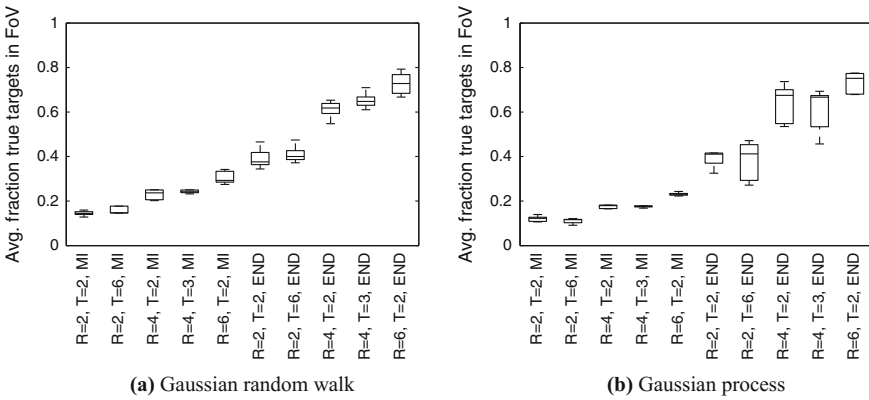 Avg. fraction true targets in FoV
1
0.8
0.6
0.4
0.2
0
R=2, T=2, MI
R=2, T=6, MI
R=4, T=2, MI
R=4, T=3, MI
R=6, T=2, MI
R=2, T=2, END
R=2, T=6, END
R=4, T=2, END
R=4, T=3, END
R=6, T=2, END
(a) Gaussian random walk
Avg. fraction true targets in FoV
1
0.8
0.6
0.4
0.2
0
R=2, T=2, MI
R=2, T=6, MI
R=4, T=2, MI
R=4, T=3, MI
R=6, T=2, MI
R=2, T=2, END
R=2, T=6, END
R=4, T=2, END
R=4, T=3, END
R=6, T=2, END
(b) Gaussian process